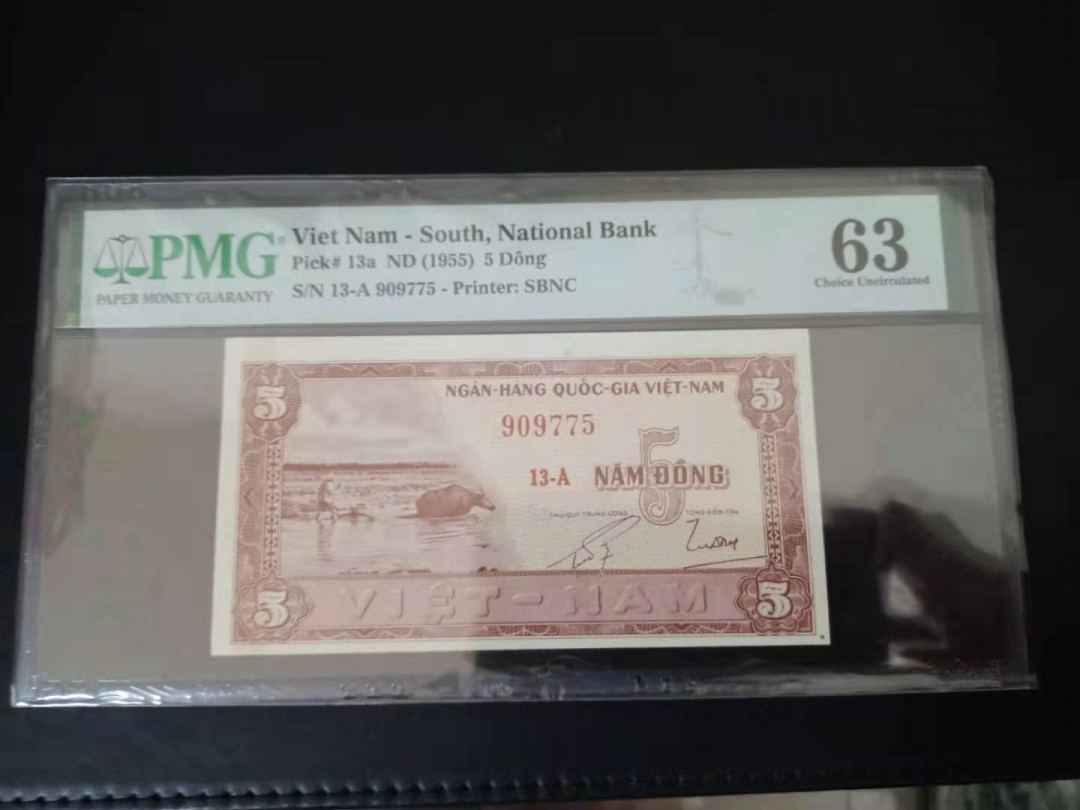 PMG
PAPER MONEY GUARANTY
Viet Nam - South, National Bank
Pick# 13a ND (1955) 5 Dông
S/N 13-A 909775 - Printer: SBNC
63
Choice Uncirculated
5
5
NGÂN-HÀNG QUỐC-GIA VIỆT-NAM
909775
5
13-A NĂM ĐỒNG
VIỆT-NAM
5
5